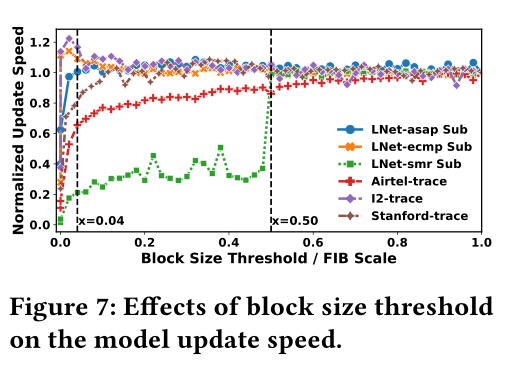 Normalized Update Speed
1.2
1.0
0.8
0.6
0.4
0.2
0.0
LNet-asap Sub
LNet-ecmp Sub
LNet-smr Sub
Airtel-trace
I2-trace
Stanford-trace
x=0.04
x=0.50
0.0 0.2 0.4 0.6 0.8 1.0
Block Size Threshold / FIB Scale
Figure 7: Effects of block size threshold
on the model update speed.